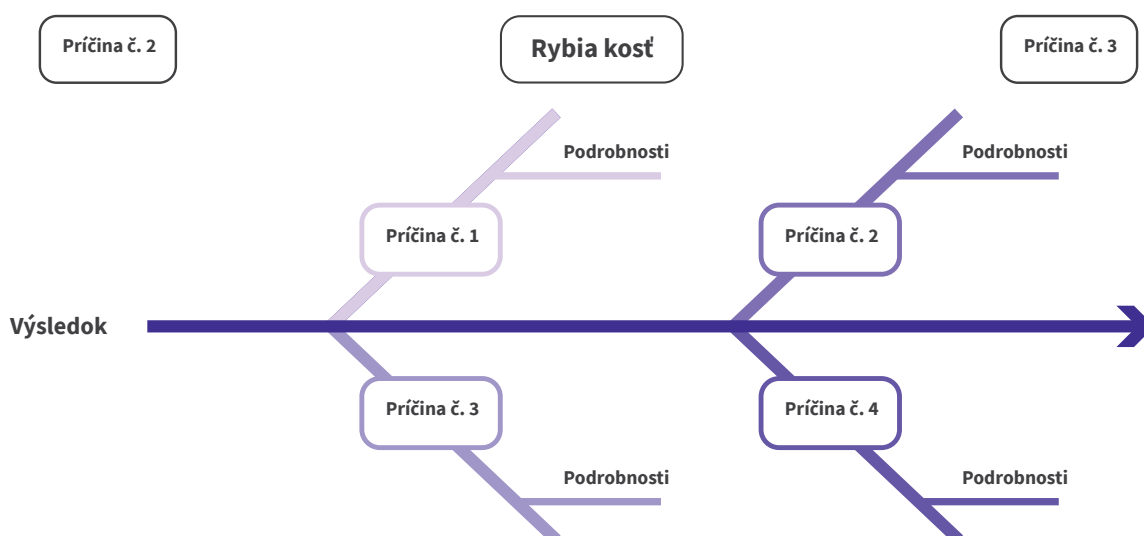 Príčina č. 2
Rybia kosť
Príčina č. 3
Podrobnosti
Podrobnosti
Príčina č. 1
Príčina č. 2
Výsledok
Príčina č. 3
Príčina č. 4
Podrobnosti
Podrobnosti